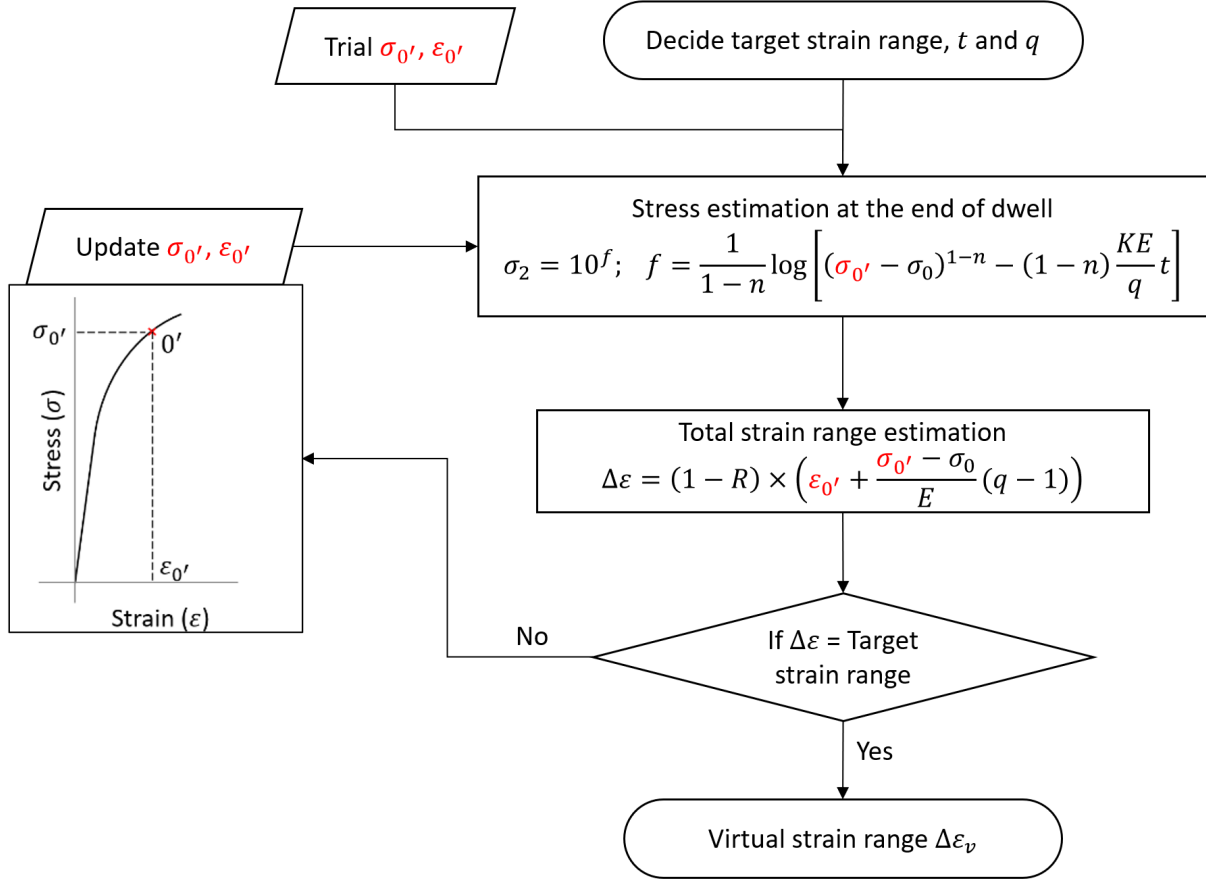 Trial σ₀′, ε₀′
Decide target strain range, t and q
Stress estimation at the end of dwell
σ₂ = 10^f; f = 1/(1 − n) log[(σ₀′ − σ₀)^(1−n) − (1 − n) KE/q t]
Update σ₀′, ε₀′
σ₀′
0′
Stress (σ)
ε₀′
Strain (ε)
Total strain range estimation
Δε = (1 − R) × (ε₀′ + (σ₀′ − σ₀)/E (q − 1))
No
If Δε = Target
strain range
Yes
Virtual strain range Δεᵥ